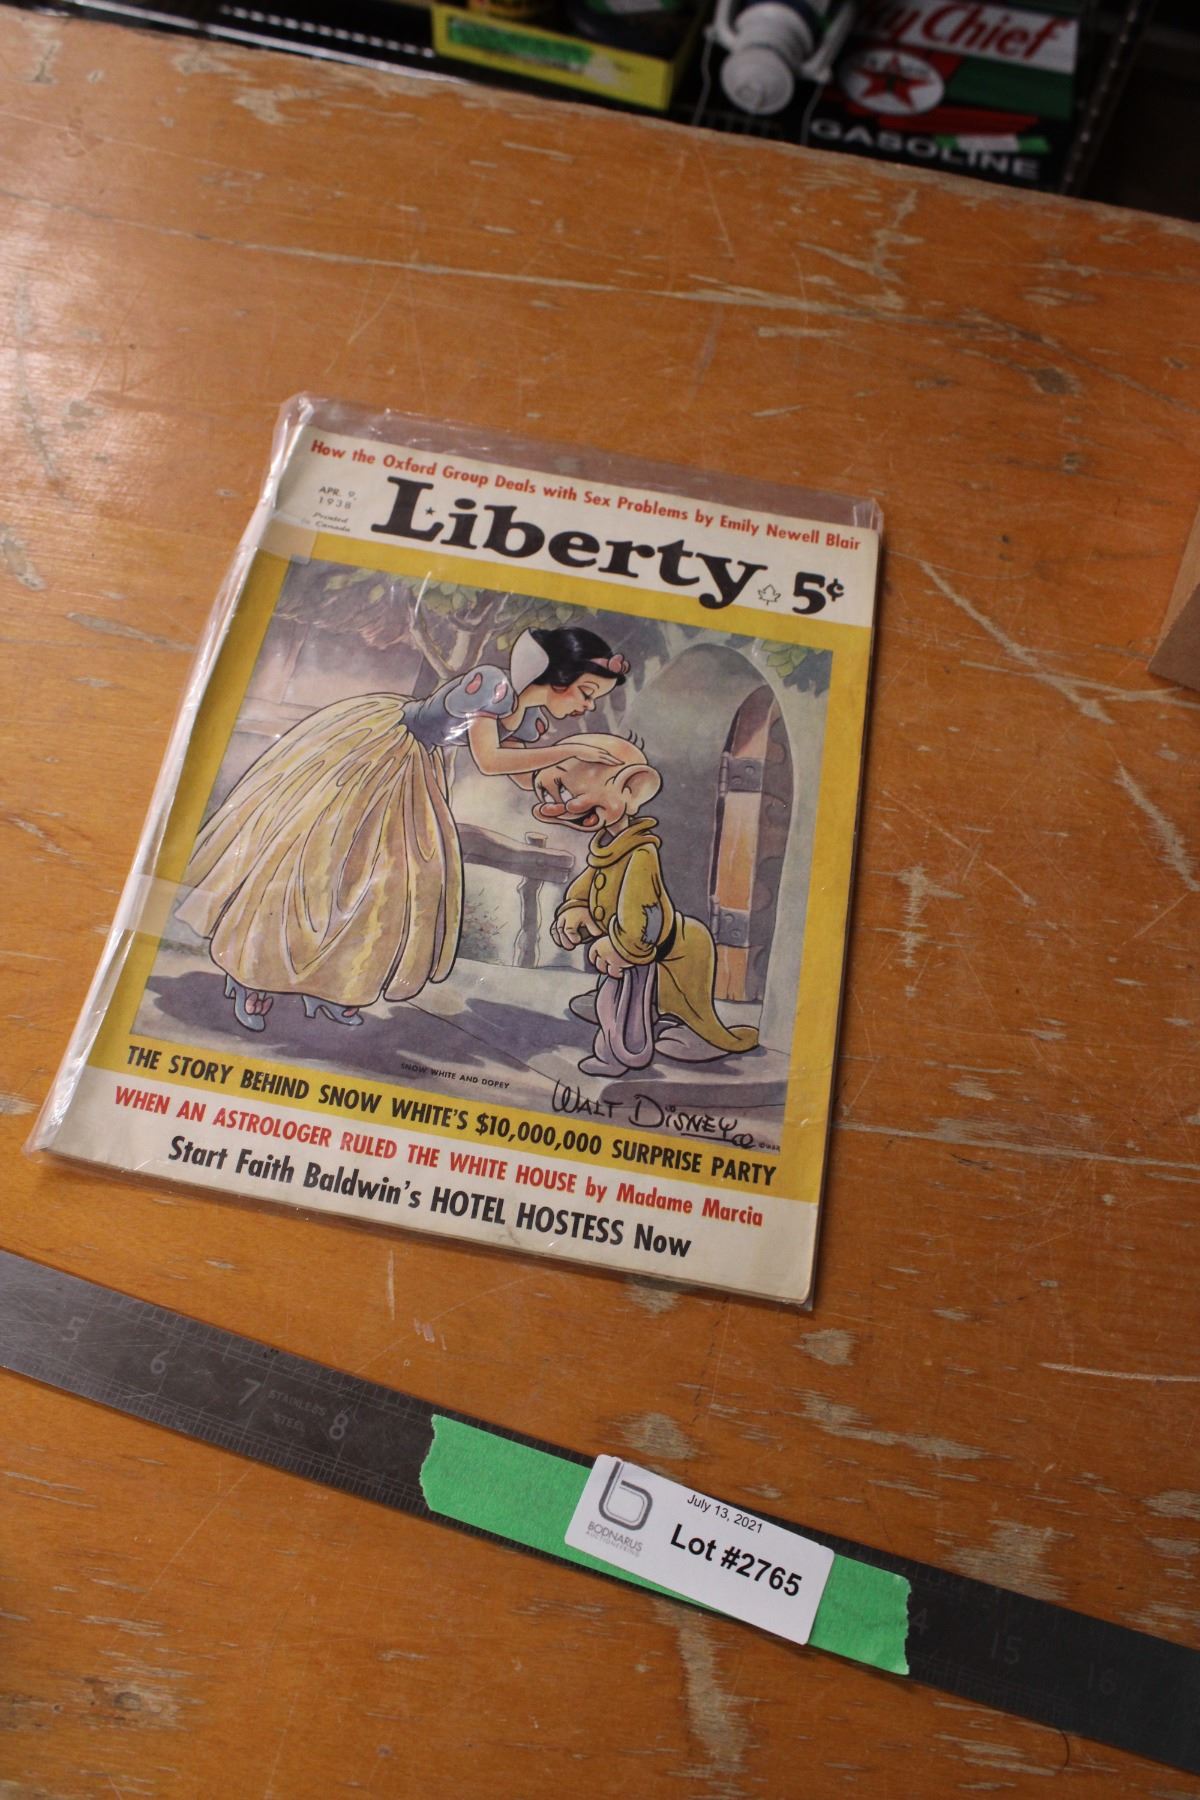 ky Chief
GASOLINE
How the Oxford Group Deals with Sex Problems by Emily Newell Blair
APR. 9,
1938
Printed
in Canada
Liberty 5¢
SNOW WHITE AND DOPEY
WALT DISNEY
THE STORY BEHIND SNOW WHITE'S $10,000,000 SURPRISE PARTY
WHEN AN ASTROLOGER RULED THE WHITE HOUSE by Madame Marcia
Start Faith Baldwin's HOTEL HOSTESS Now
5 6 7 8
STAINLESS
STEEL
15 16
BODNARUS
AUCTIONEERING
July 13, 2021
Lot #2765